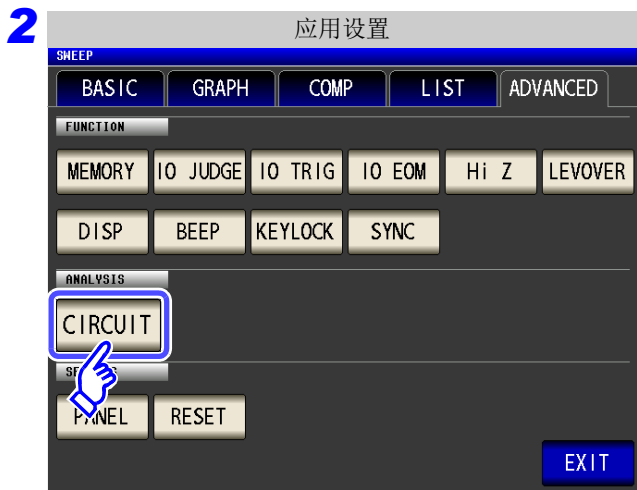 2
应用设置
SWEEP
BASIC GRAPH COMP LIST ADVANCED
FUNCTION
MEMORY IO JUDGE IO TRIG IO EOM Hi Z LEVOVER
DISP BEEP KEYLOCK SYNC
ANALYSIS
CIRCUIT
PANEL RESET
EXIT